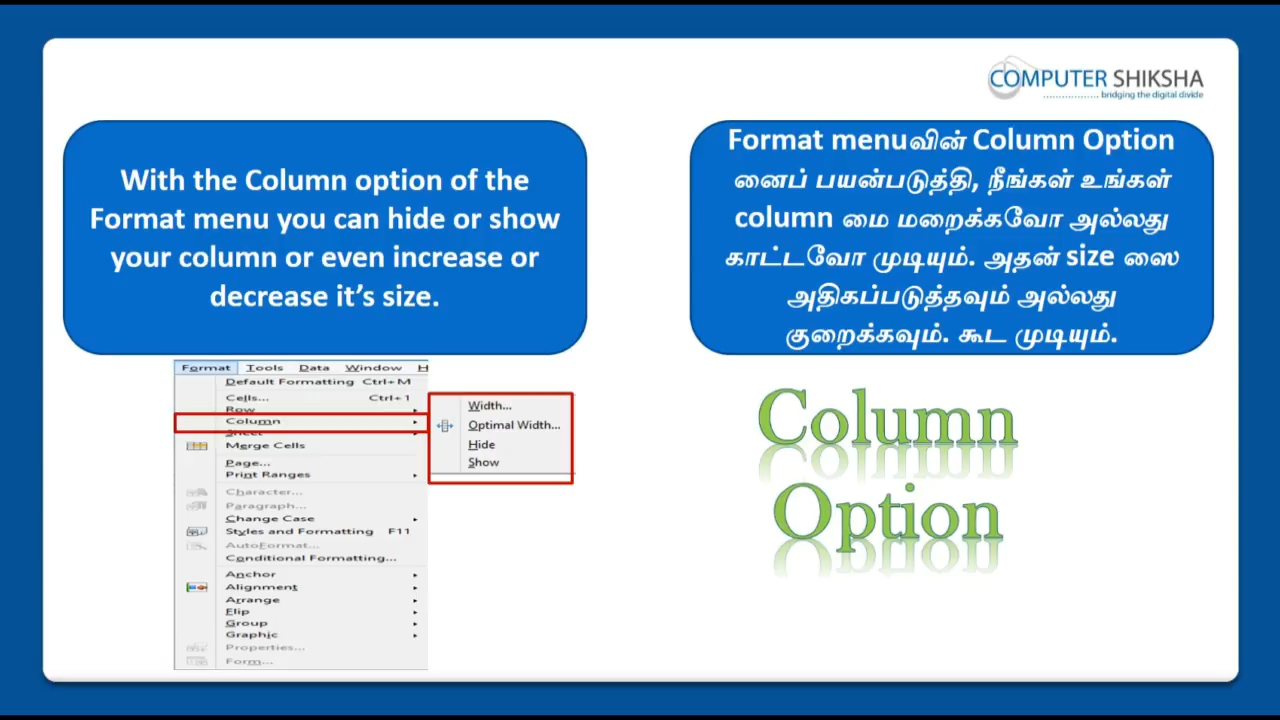 COMPUTER SHIKSHA
bridging the digital divide
With the Column option of the
Format menu you can hide or show
your column or even increase or
decrease it’s size.
Format menuவின் Column Option
னைப் பயன்படுத்தி, நீங்கள் உங்கள்
column மை மறைக்கவோ அல்லது
காட்டவோ முடியும். அதன் size ஸை
அதிகப்படுத்தவும் அல்லது
குறைக்கவும். கூட முடியும்.
Format Tools Data Window H
Default Formatting Ctrl+M
Cells... Ctrl+1
Row
Column
Sheet
Merge Cells
Page...
Print Ranges
Character...
Paragraph...
Change Case
Styles and Formatting F11
AutoFormat...
Conditional Formatting...
Anchor
Alignment
Arrange
Flip
Group
Graphic
Properties...
Form...
Width...
Optimal Width...
Hide
Show
Column
Option